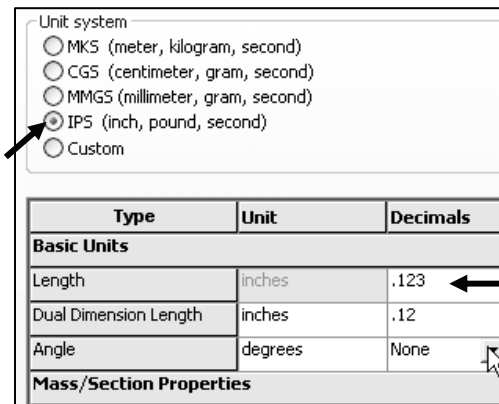 Unit system
MKS (meter, kilogram, second)
CGS (centimeter, gram, second)
MMGS (millimeter, gram, second)
IPS (inch, pound, second)
Custom
Type Unit Decimals
Basic Units
Length inches .123
Dual Dimension Length inches .12
Angle degrees None
Mass/Section Properties